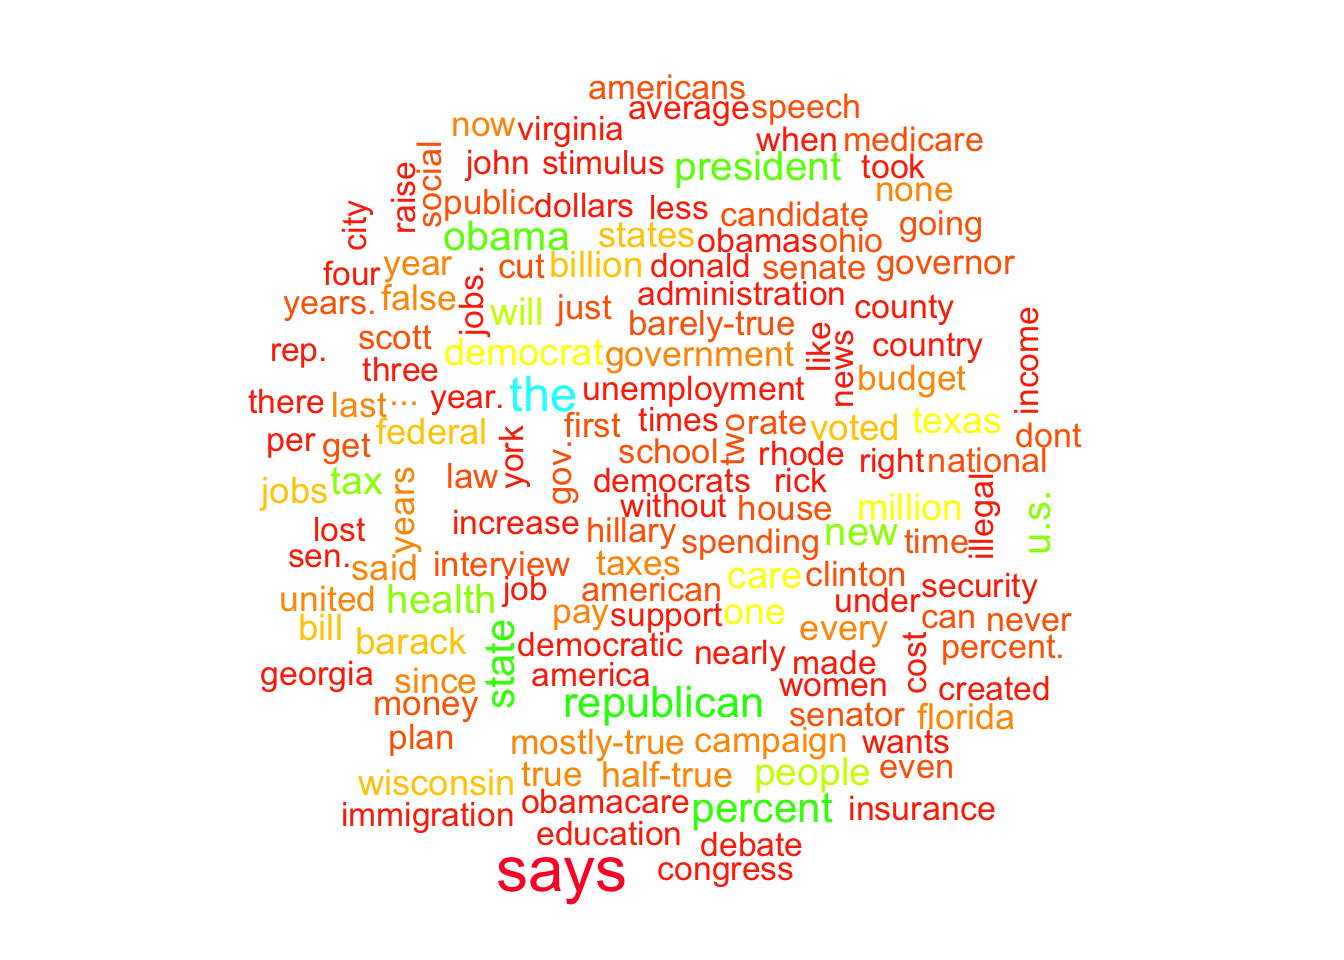 americans
average speech
now virginia when medicare
john stimulus president took
social raise none
city public dollars less candidate going
obama states obamas ohio
four year cut billion donald senate governor
years. false jobs. will just administration county
scott barely-true like news country income
rep. three democrat government
there last ... year. the unemployment budget
per get federal york gov. first times two rate voted texas dont
school. rhode right national
jobs tax years law democrats rick illegal u.s.
lost increase without house million
sen. said interview hillary spending new time
taxes american care clinton security
united health job pay support one under can never
bill barack state democratic nearly every cost percent.
georgia since america made women created
money republican senator florida
plan mostly-true campaign wants
wisconsin true half-true people even
immigration obamacare percent insurance
education debate
says congress